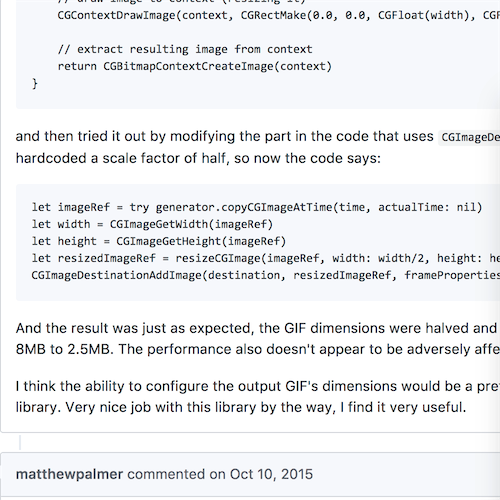 // draw image to context (resizing it)
CGContextDrawImage(context, CGRectMake(0.0, 0.0, CGFloat(width), CGF
// extract resulting image from context
return CGBitmapContextCreateImage(context)
}
and then tried it out by modifying the part in the code that uses CGImageDe
hardcoded a scale factor of half, so now the code says:
let imageRef = try generator.copyCGImageAtTime(time, actualTime: nil)
let width = CGImageGetWidth(imageRef)
let height = CGImageGetHeight(imageRef)
let resizedImageRef = resizeCGImage(imageRef, width: width/2, height: he
CGImageDestinationAddImage(destination, resizedImageRef, frameProperties
And the result was just as expected, the GIF dimensions were halved and
8MB to 2.5MB. The performance also doesn't appear to be adversely affe
I think the ability to configure the output GIF's dimensions would be a pre
library. Very nice job with this library by the way, I find it very useful.
matthewpalmer commented on Oct 10, 2015